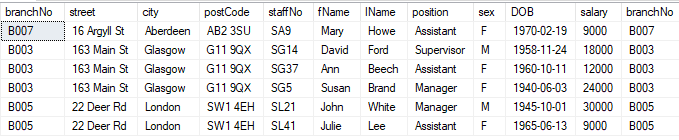 branchNo street city postCode staffNo fName lName position sex DOB salary branchNo
B007 16 Argyll St Aberdeen AB2 3SU SA9 Mary Howe Assistant F 1970-02-19 9000 B007
B003 163 Main St Glasgow G11 9QX SG14 David Ford Supervisor M 1958-11-24 18000 B003
B003 163 Main St Glasgow G11 9QX SG37 Ann Beech Assistant F 1960-10-11 12000 B003
B003 163 Main St Glasgow G11 9QX SG5 Susan Brand Manager F 1940-06-03 24000 B003
B005 22 Deer Rd London SW1 4EH SL21 John White Manager M 1945-10-01 30000 B005
B005 22 Deer Rd London SW1 4EH SL41 Julie Lee Assistant F 1965-06-13 9000 B005